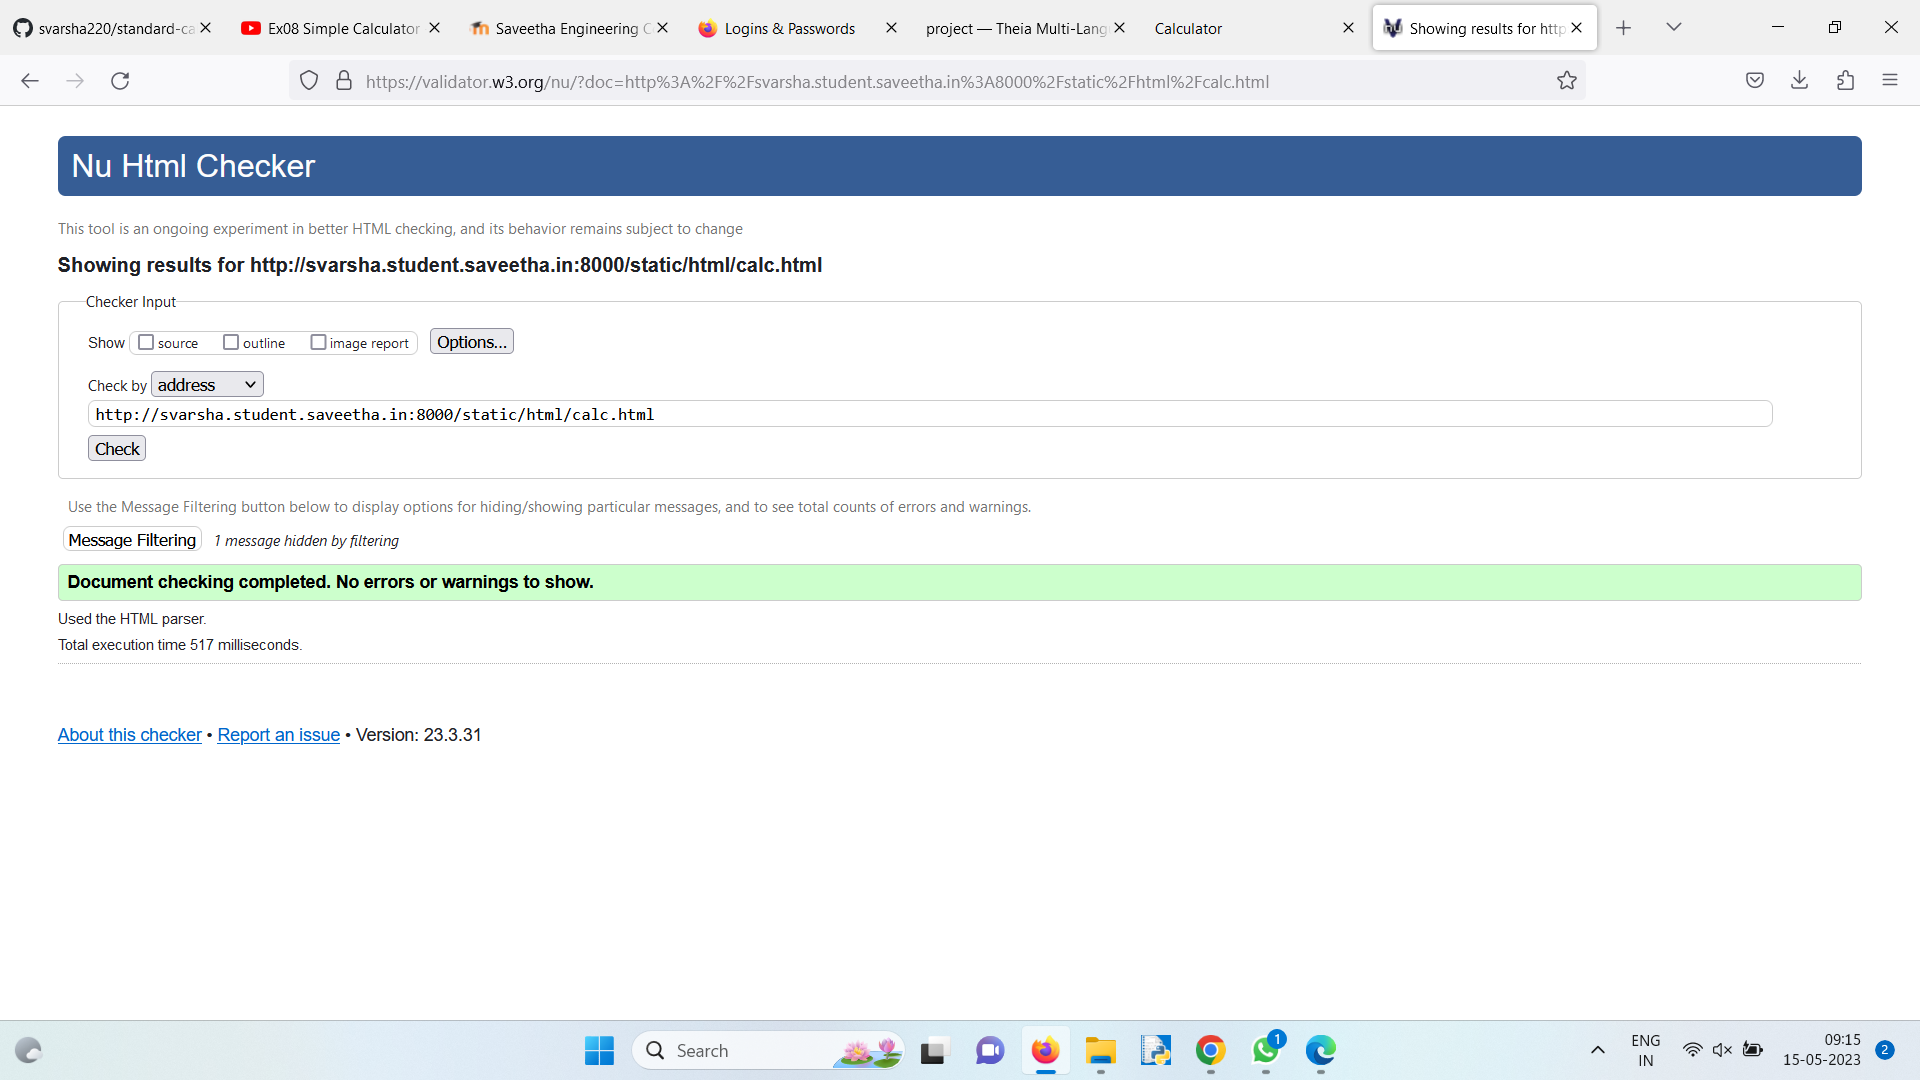 svarsha220/standard-ca
Ex08 Simple Calculator
Saveetha Engineering C
Logins & Passwords
project — Theia Multi-Lang
Calculator
Showing results for http
https://validator.w3.org/nu/?doc=http%3A%2F%2Fsvarsha.student.saveetha.in%3A8000%2Fstatic%2Fhtml%2Fcalc.html
Nu Html Checker
This tool is an ongoing experiment in better HTML checking, and its behavior remains subject to change
Showing results for http://svarsha.student.saveetha.in:8000/static/html/calc.html
Checker Input
Show source outline image report Options...
Check by address
http://svarsha.student.saveetha.in:8000/static/html/calc.html
Check
Use the Message Filtering button below to display options for hiding/showing particular messages, and to see total counts of errors and warnings.
Message Filtering 1 message hidden by filtering
Document checking completed. No errors or warnings to show.
Used the HTML parser.
Total execution time 517 milliseconds.
About this checker • Report an issue • Version: 23.3.31
Search
1
ENG
IN
09:15
15-05-2023
2